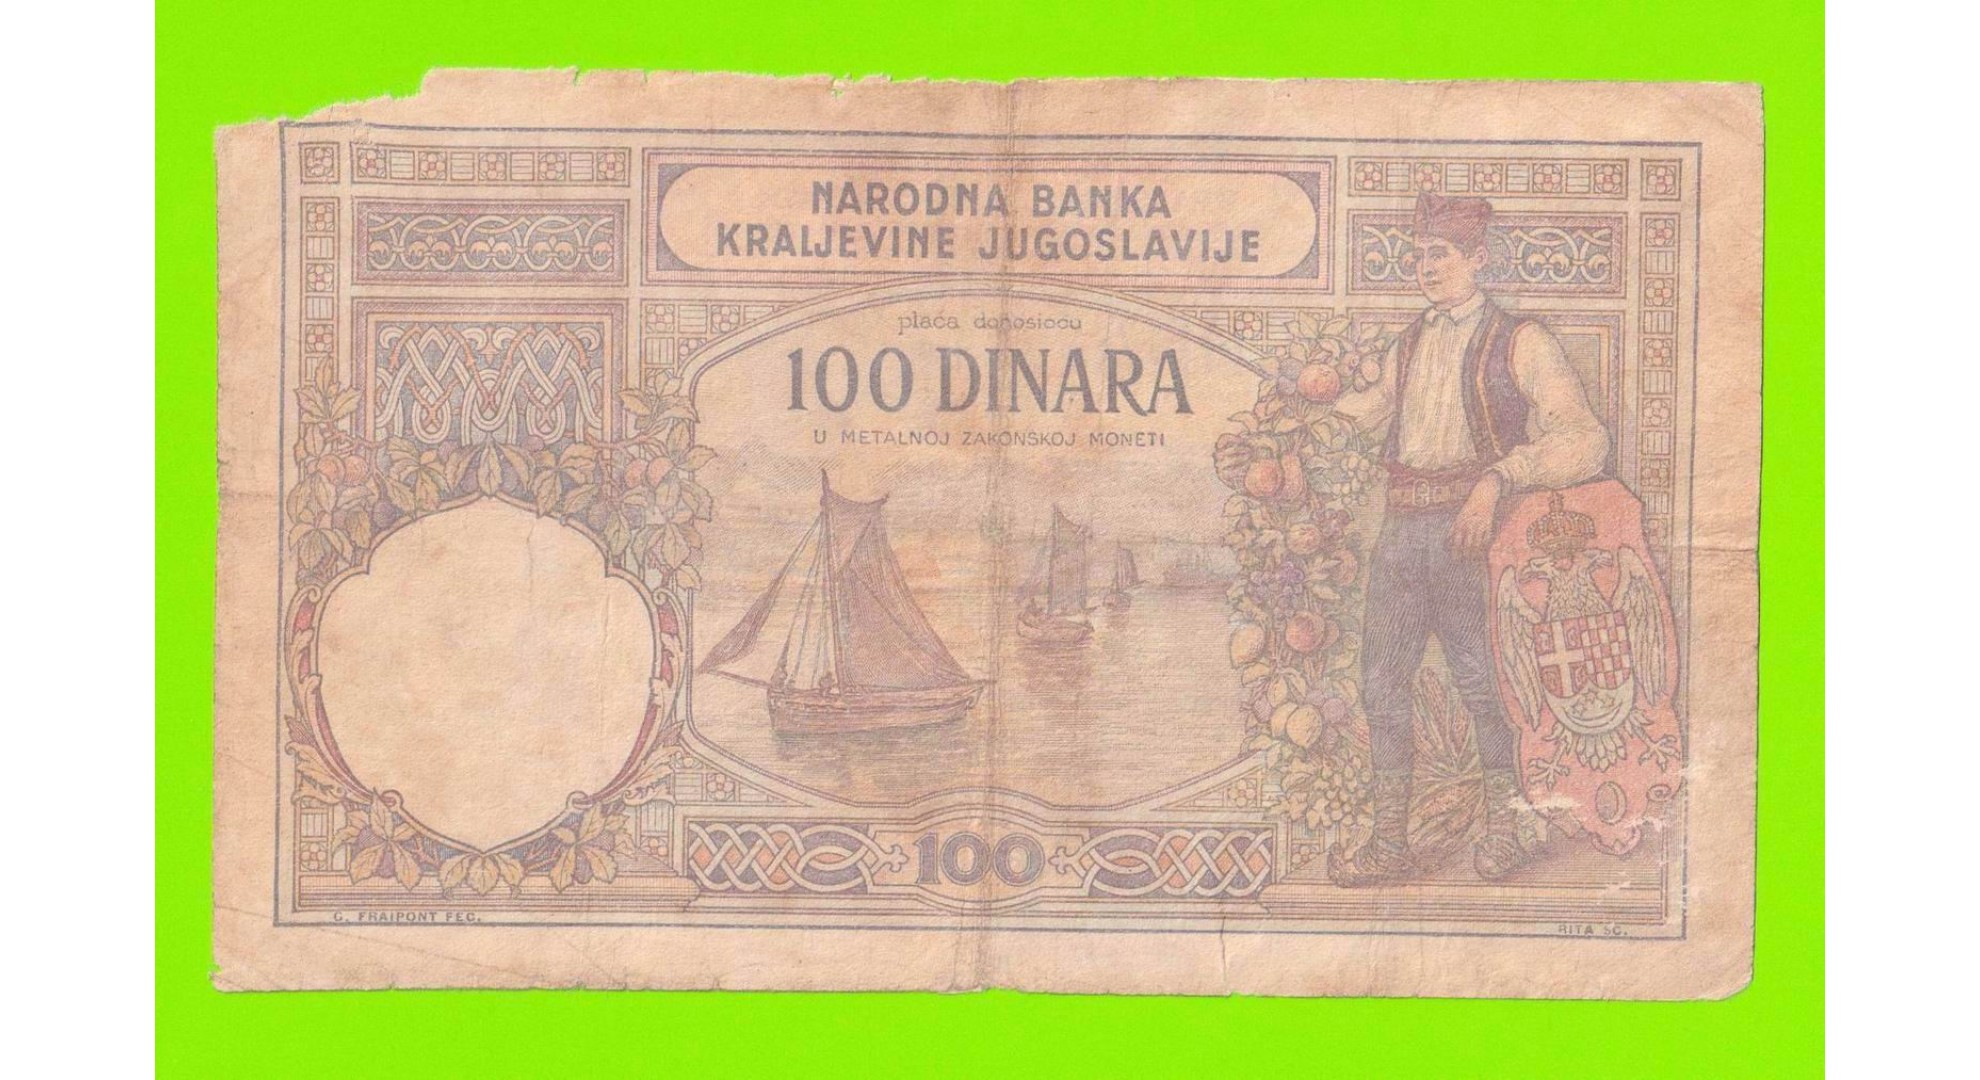 NARODNA BANKA
KRALJEVINE JUGOSLAVIJE
plaća donosiocu
100 DINARA
U METALNOJ ZAKONSKOJ MONETI
100
G. FRAIPONT FEC.
RITA SC.